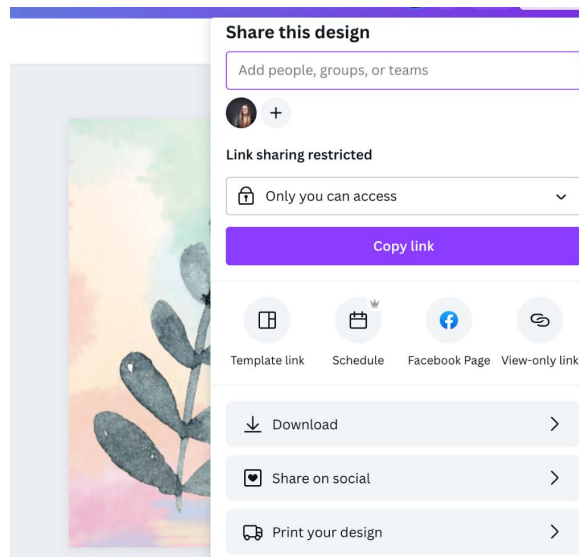 Share this design
Add people, groups, or teams
Link sharing restricted
Only you can access
Copy link
Template link Schedule Facebook Page View-only link
Download
Share on social
Print your design